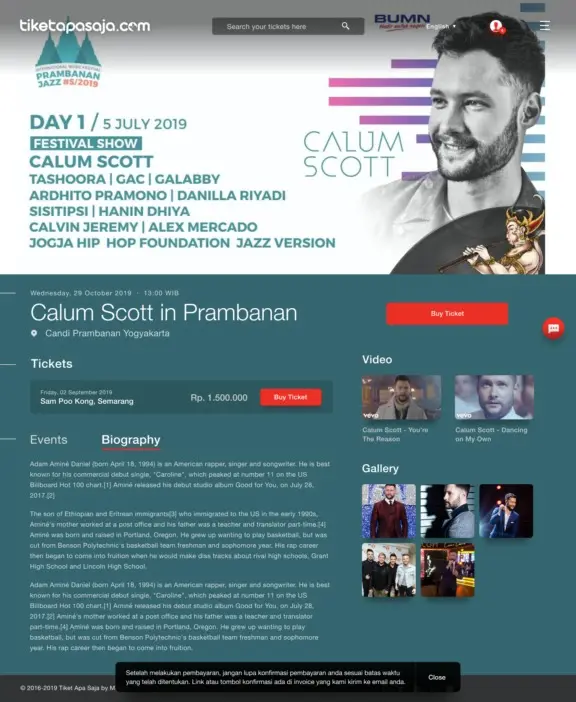 tiketapasaja.com
Search your tickets here
BUMN
English
INTERNATIONAL MUSIC FESTIVAL
PRAMBANAN
JAZZ #5/2019
DAY 1 / 5 JULY 2019
FESTIVAL SHOW
CALUM SCOTT
TASHOORA | GAC | GALABBY
ARDHITO PRAMONO | DANILLA RIYADI
SISITIPSI | HANIN DHIYA
CALVIN JEREMY | ALEX MERCADO
JOGJA HIP HOP FOUNDATION JAZZ VERSION
CALUM
SCOTT
Wednesday, 29 October 2019 - 13:00 WIB
Calum Scott in Prambanan
Candi Prambanan Yogyakarta
Buy Ticket
Tickets
Friday, 02 September 2019
Sam Poo Kong, Semarang
Rp. 1.500.000
Buy Ticket
Events
Biography
Adam Aminé Daniel (born April 18, 1994) is an American rapper, singer and songwriter. He is best
known for his commercial debut single, "Caroline", which peaked at number 11 on the US
Billboard Hot 100 chart.[1] Aminé released his debut studio album Good for You, on July 28,
2017.[2]
The son of Ethiopian and Eritrean immigrants[3] who immigrated to the US in the early 1990s,
Aminé's mother worked at a post office and his father was a teacher and translator part-time.[4]
Aminé was born and raised in Portland, Oregon. He grew up wanting to play basketball, but was
cut from Benson Polytechnic's basketball team freshman and sophomore year. His rap career
then began to come into fruition when he would make diss tracks about rival high schools, Grant
High School and Lincoln High School.
Adam Aminé Daniel (born April 18, 1994) is an American rapper, singer and songwriter. He is best
known for his commercial debut single, "Caroline", which peaked at number 11 on the US
Billboard Hot 100 chart.[1] Aminé released his debut studio album Good for You, on July 28,
2017.[2] Aminé's mother worked at a post office and his father was a teacher and translator
part-time.[4] Aminé was born and raised in Portland, Oregon. He grew up wanting to play
basketball, but was cut from Benson Polytechnic's basketball team freshman and sophomore
year. His rap career then began to come into fruition.
Video
vevo
vevo
Calum Scott - You're
The Reason
Calum Scott - Dancing
on My Own
Gallery
© 2016-2019 Tiket Apa Saja by M
Setelah melakukan pembayaran, jangan lupa konfirmasi pembayaran anda sesuai batas waktu
yang telah ditentukan. Link atau tombol konfirmasi ada di invoice yang kami kirim ke email anda.
Close